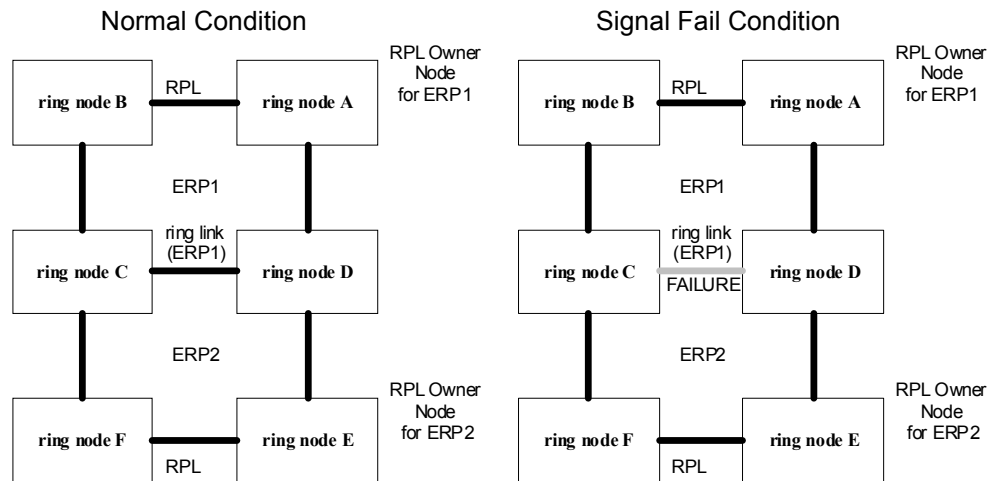 Normal Condition
RPL Owner
Node
for ERP1
ring node B
RPL
ring node A
ERP1
ring link
(ERP1)
ring node C
ring node D
ERP2
RPL Owner
Node
for ERP2
ring node F
RPL
ring node E
Signal Fail Condition
RPL Owner
Node
for ERP1
ring node B
RPL
ring node A
ERP1
ring link
(ERP1)
ring node C
FAILURE
ring node D
ERP2
RPL Owner
Node
for ERP2
ring node F
RPL
ring node E